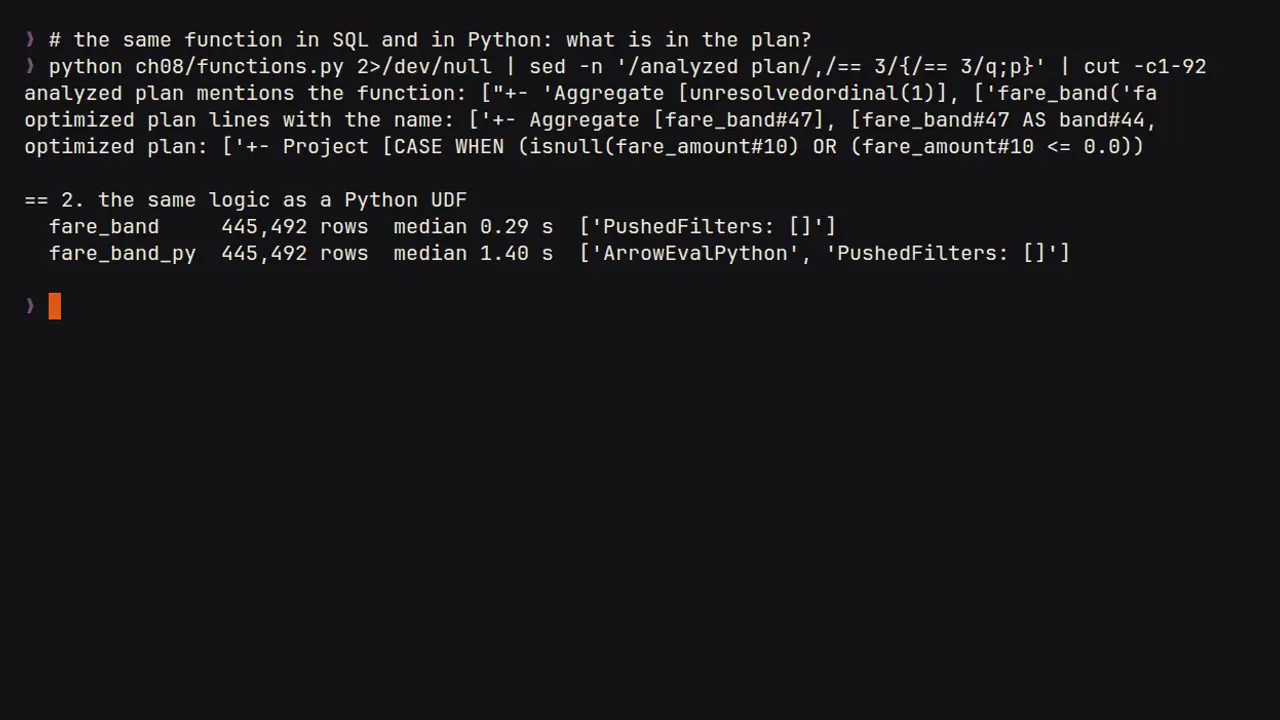 ❯ # the same function in SQL and in Python: what is in the plan?
❯ python ch08/functions.py 2>/dev/null | sed -n '/analyzed plan/,/== 3/{/== 3/q;p}' | cut -c1-92
analyzed plan mentions the function: ["+- 'Aggregate [unresolvedordinal(1)], ['fare_band('fa
optimized plan lines with the name: ['+- Aggregate [fare_band#47], [fare_band#47 AS band#44,
optimized plan: ['+- Project [CASE WHEN (isnull(fare_amount#10) OR (fare_amount#10 <= 0.0))
== 2. the same logic as a Python UDF
  fare_band     445,492 rows  median 0.29 s  ['PushedFilters: []']
  fare_band_py  445,492 rows  median 1.40 s  ['ArrowEvalPython', 'PushedFilters: []']
❯